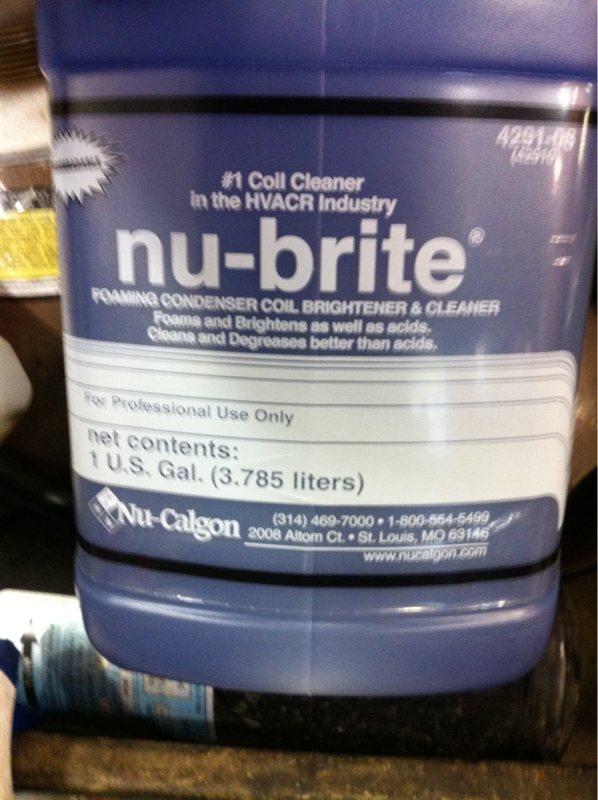 4291-08
#1 Coil Cleaner
in the HVACR Industry
nu-brite®
FOAMING CONDENSER COIL BRIGHTENER & CLEANER
Foams and Brightens as well as acids.
Cleans and Degreases better than acids.
For Professional Use Only
net contents:
1 U.S. Gal. (3.785 liters)
Nu-Calgon
(314) 469-7000 • 1-800-554-5499
2008 Altom Ct. • St. Louis, MO 63146
www.nucalgon.com